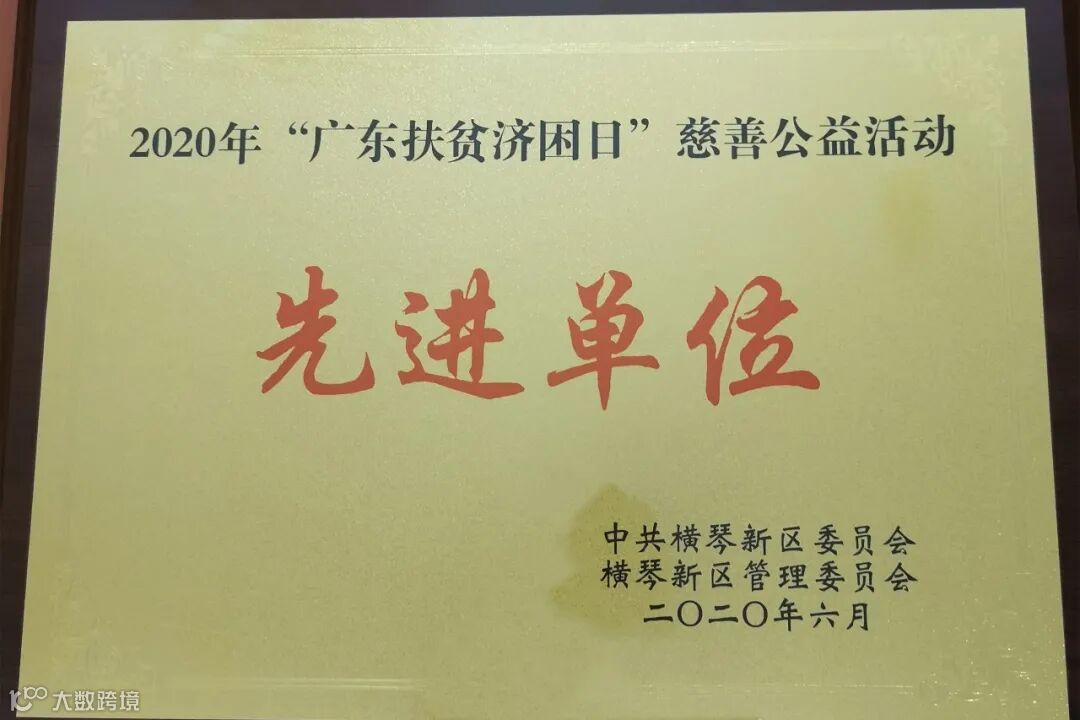 2020年“广东扶贫济困日”慈善公益活动
先进单位
中共横琴新区委员会
横琴新区管理委员会
二〇二〇年六月
大数跨境